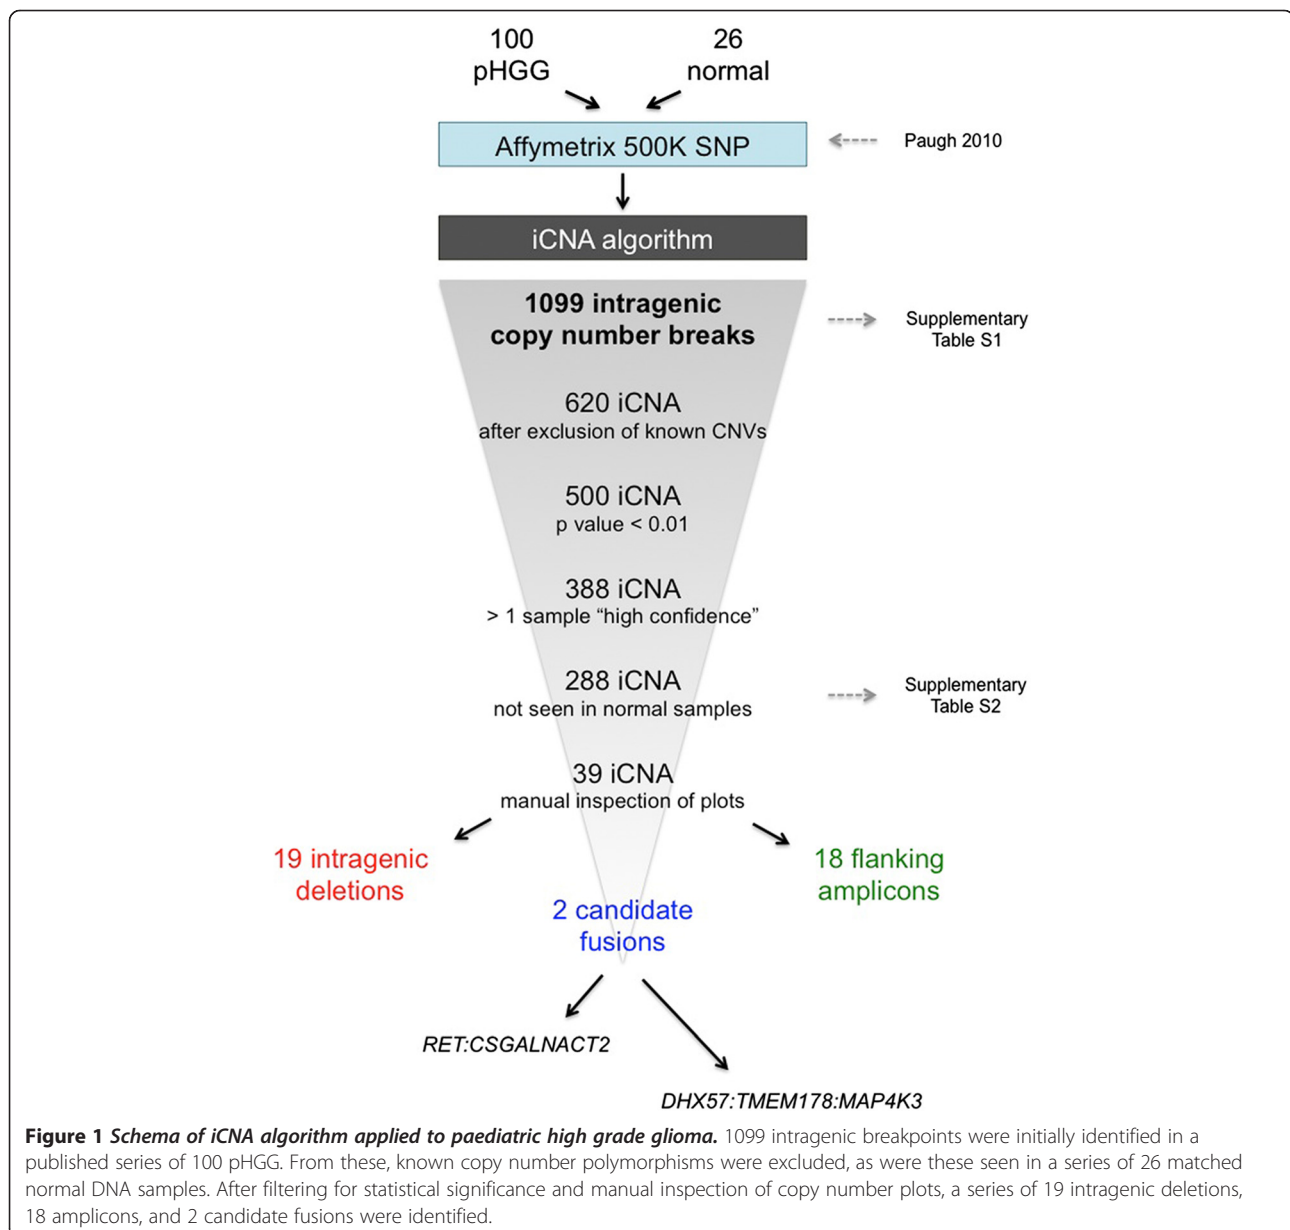 100
pHGG
26
normal
Affymetrix 500K SNP
Paugh 2010
iCNA algorithm
1099 intragenic
copy number breaks
Supplementary
Table S1
620 iCNA
after exclusion of known CNVs
500 iCNA
p value < 0.01
388 iCNA
> 1 sample “high confidence”
288 iCNA
not seen in normal samples
Supplementary
Table S2
39 iCNA
manual inspection of plots
19 intragenic
deletions
18 flanking
amplicons
2 candidate
fusions
RET:CSGALNACT2
DHX57:TMEM178:MAP4K3
Figure 1 Schema of iCNA algorithm applied to paediatric high grade glioma. 1099 intragenic breakpoints were initially identified in a
published series of 100 pHGG. From these, known copy number polymorphisms were excluded, as were these seen in a series of 26 matched
normal DNA samples. After filtering for statistical significance and manual inspection of copy number plots, a series of 19 intragenic deletions,
18 amplicons, and 2 candidate fusions were identified.